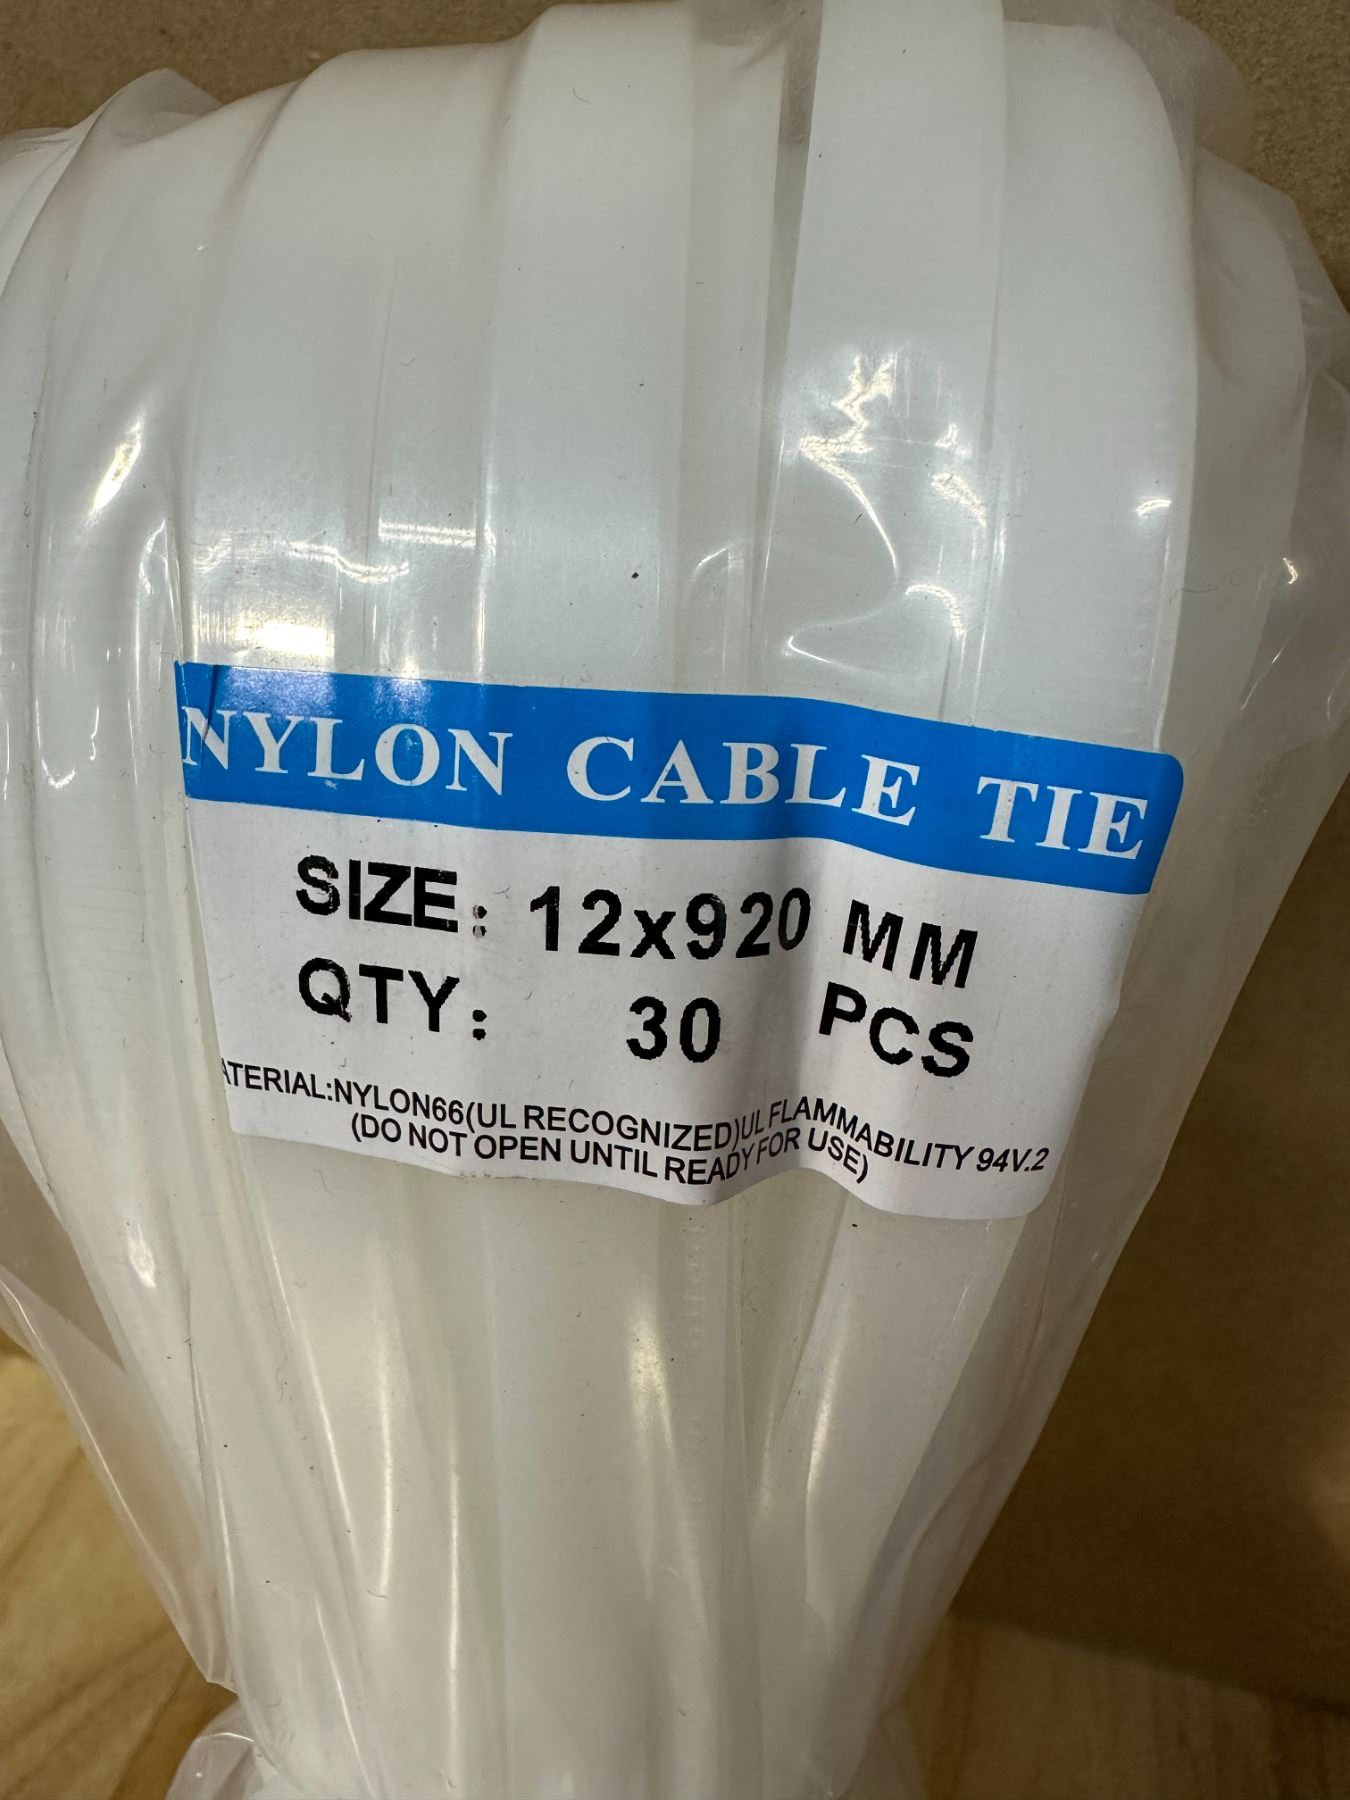 NYLON CABLE TIE
SIZE: 12x920 MM
QTY: 30 PCS
ATERIAL:NYLON66(UL RECOGNIZED)UL FLAMMABILITY 94V.2
(DO NOT OPEN UNTIL READY FOR USE)